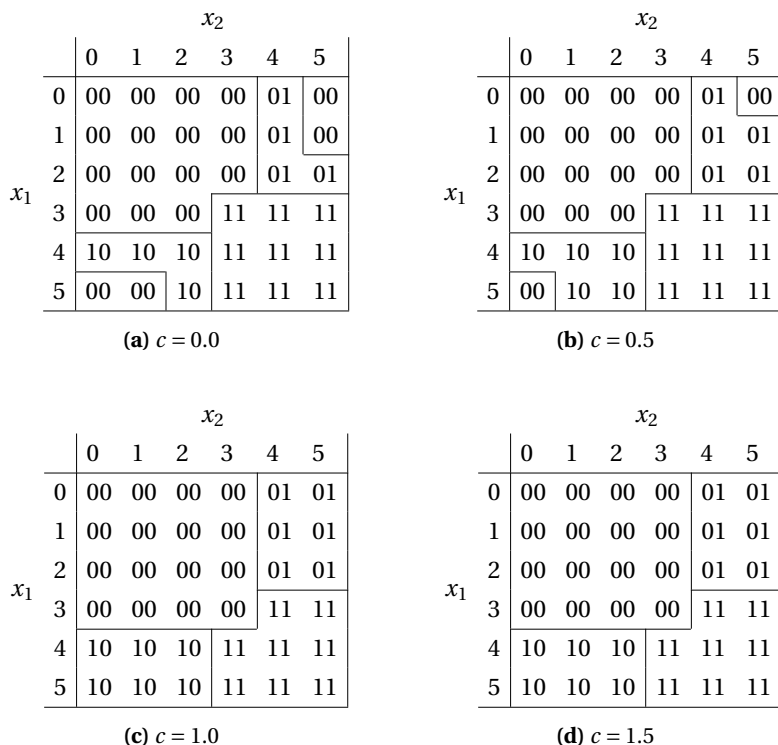 x2 x2
0 1 2 3 4 5 0 1 2 3 4 5
0 00 00 00 00 01 00 0 00 00 00 00 01 00
1 00 00 00 00 01 00 1 00 00 00 00 01 01
2 00 00 00 00 01 01 2 00 00 00 00 01 01
x1 x1
3 00 00 00 11 11 11 3 00 00 00 11 11 11
4 10 10 10 11 11 11 4 10 10 10 11 11 11
5 00 00 10 11 11 11 5 00 10 10 11 11 11
(a) c = 0.0 (b) c = 0.5
x2 x2
0 1 2 3 4 5 0 1 2 3 4 5
0 00 00 00 00 01 01 0 00 00 00 00 01 01
1 00 00 00 00 01 01 1 00 00 00 00 01 01
2 00 00 00 00 01 01 2 00 00 00 00 01 01
x1 x1
3 00 00 00 00 11 11 3 00 00 00 00 11 11
4 10 10 10 11 11 11 4 10 10 10 11 11 11
5 10 10 10 11 11 11 5 10 10 10 11 11 11
(c) c = 1.0 (d) c = 1.5